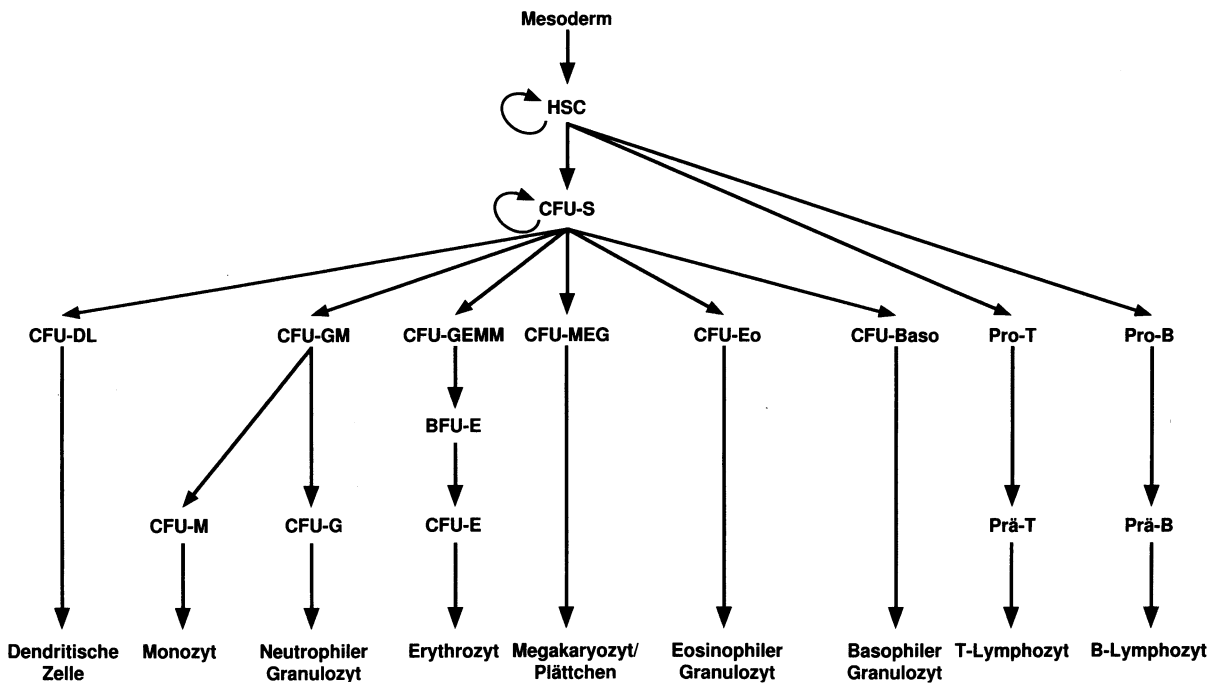 Mesoderm
HSC
CFU-S
CFU-DL
CFU-GM
CFU-GEMM
CFU-MEG
CFU-Eo
CFU-Baso
Pro-T
Pro-B
BFU-E
CFU-M
CFU-G
CFU-E
Prä-T
Prä-B
Dendritische
Zelle
Monozyt
Neutrophiler
Granulozyt
Erythrozyt
Megakaryozyt/
Plättchen
Eosinophiler
Granulozyt
Basophiler
Granulozyt
T-Lymphozyt
B-Lymphozyt